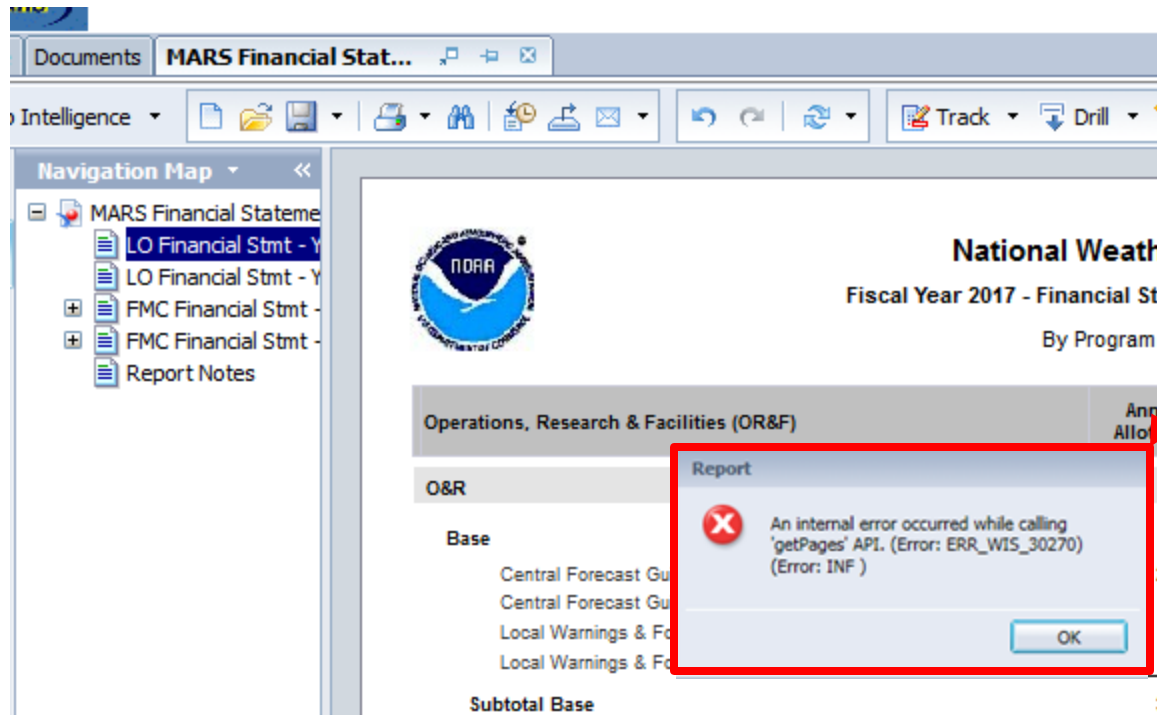 Documents
MARS Financial Stat...
Intelligence
Track
Drill
Navigation Map
MARS Financial Stateme
LO Financial Stmt - Y
LO Financial Stmt - Y
FMC Financial Stmt -
FMC Financial Stmt -
Report Notes
NOAA
National Weath
Fiscal Year 2017 - Financial St
By Program
Operations, Research & Facilities (OR&F)
Allo
O&R
Base
Central Forecast Gu
Central Forecast Gu
Local Warnings & Fo
Local Warnings & Fo
Subtotal Base
Report
An internal error occurred while calling
'getPages' API. (Error: ERR_WIS_30270)
(Error: INF )
OK